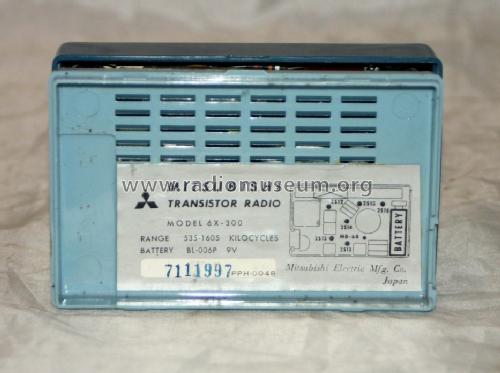 www.radiomuseum.org
MITSUBISHI
TRANSISTOR RADIO
MODEL 6X-300
RANGE 535-1605 KILOCYCLES
BATTERY BL-006P 9V
7111997 PPH-0048
BATTERY
Mitsubishi Electric Mfg. Co.
Japan